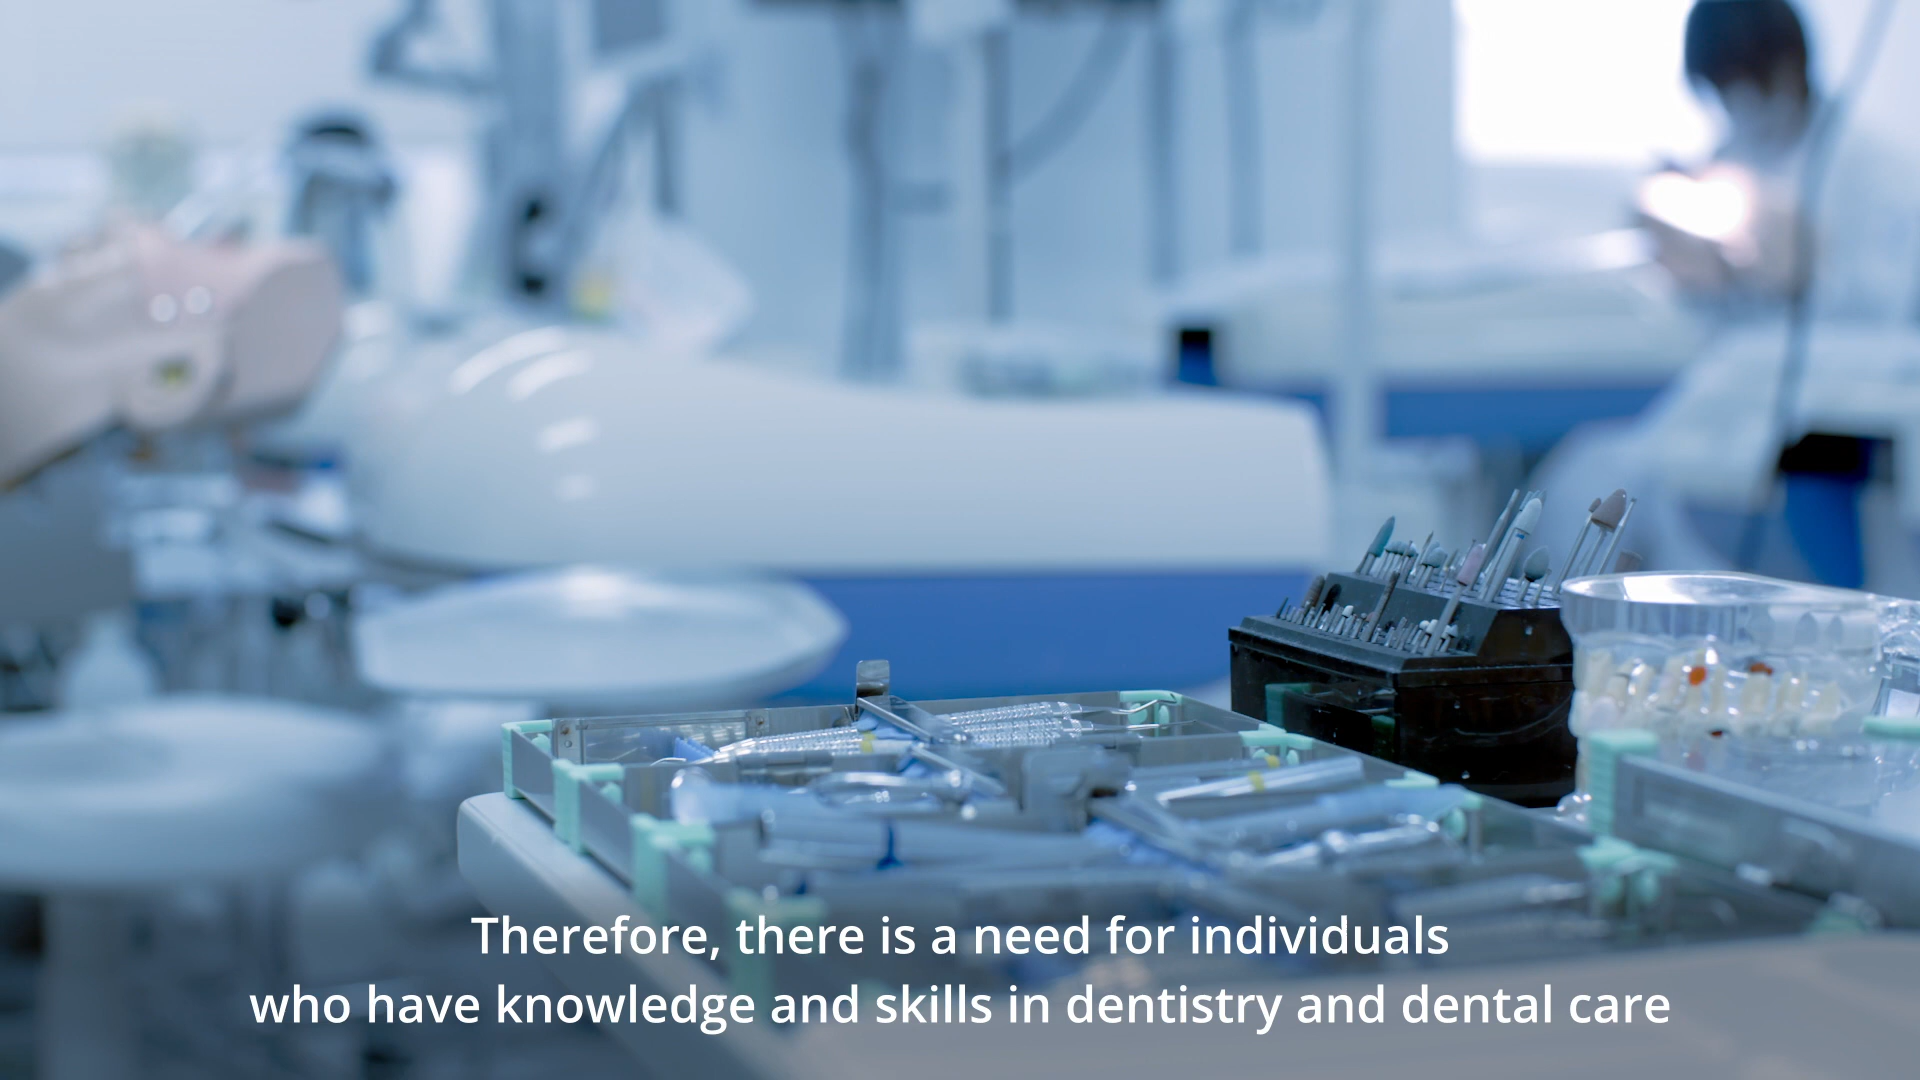 Therefore, there is a need for individuals
who have knowledge and skills in dentistry and dental care